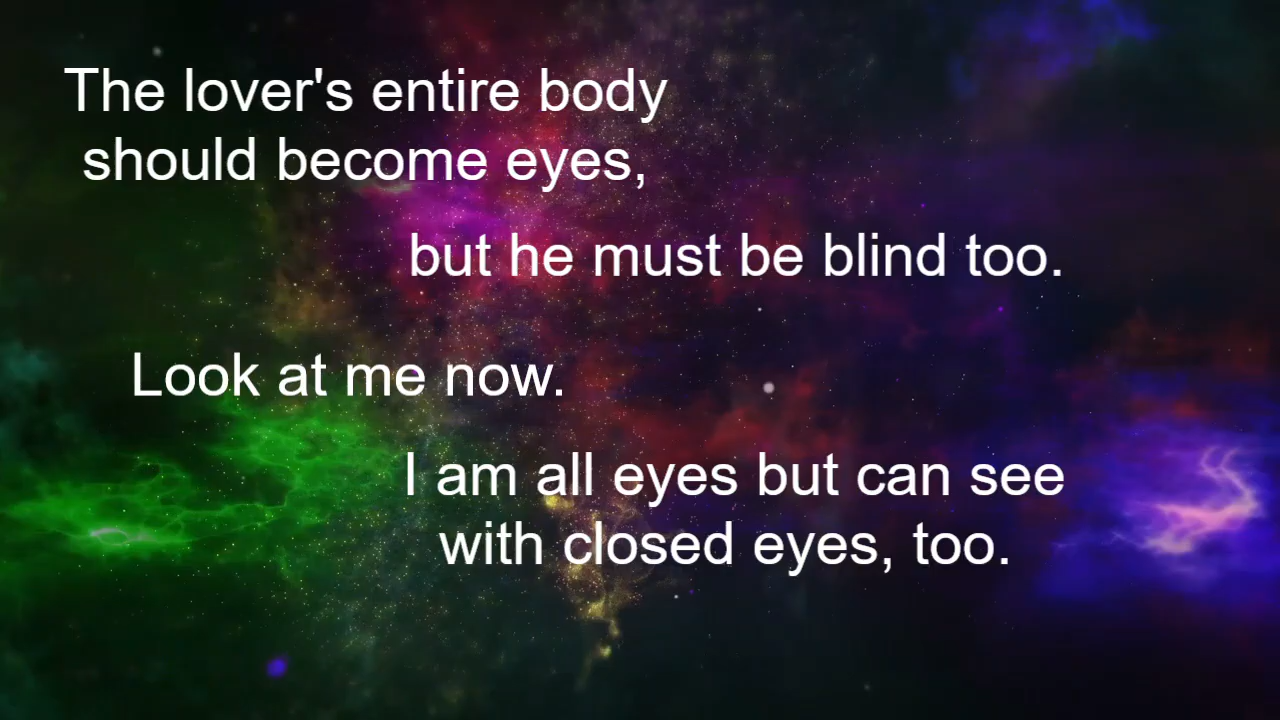 The lover's entire body
should become eyes,
but he must be blind too.
Look at me now.
I am all eyes but can see
with closed eyes, too.